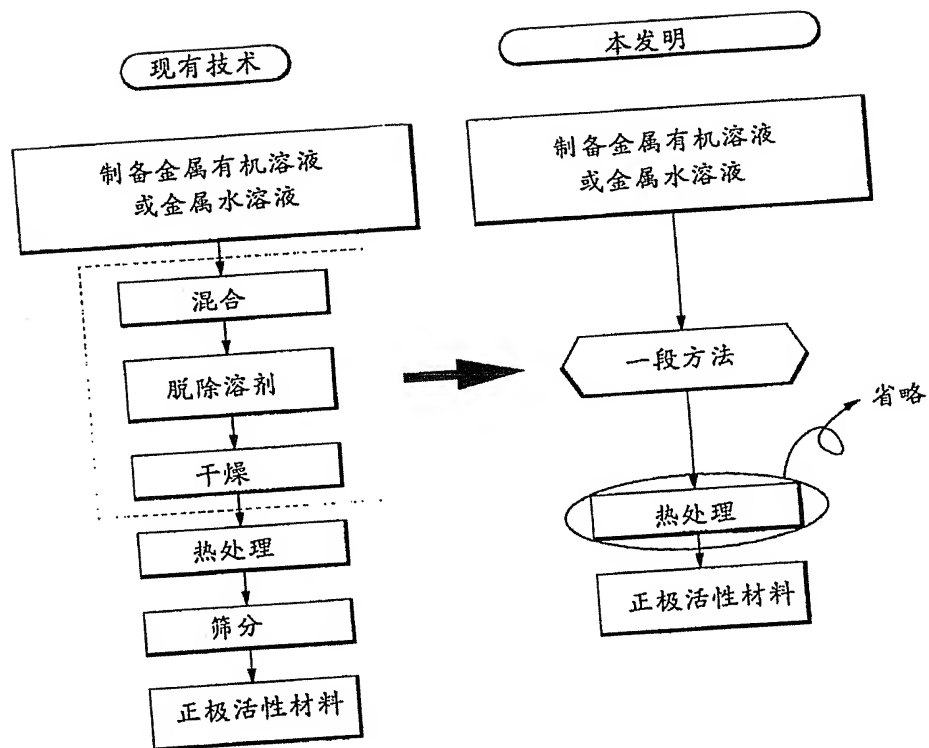 现有技术
制备金属有机溶液
或金属水溶液
混合
脱除溶剂
干燥
热处理
筛分
正极活性材料
本发明
制备金属有机溶液
或金属水溶液
一段方法
省略
热处理
正极活性材料